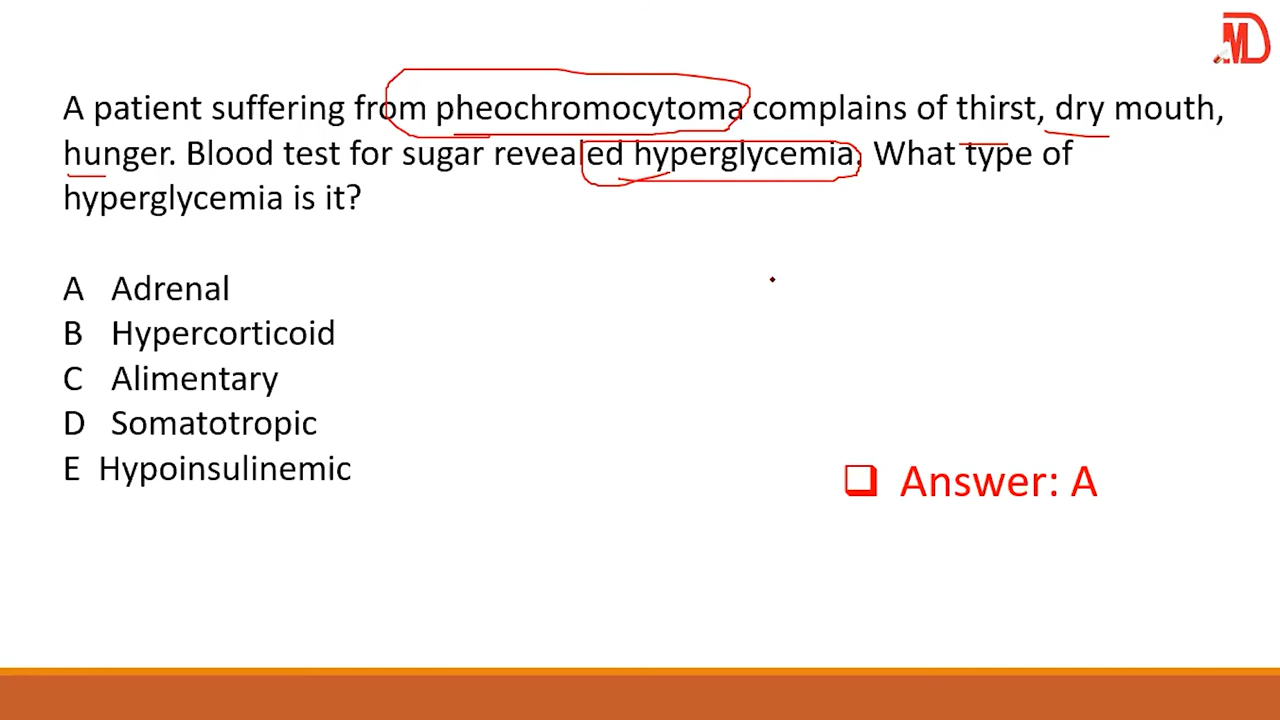 MD
A patient suffering from pheochromocytoma complains of thirst, dry mouth,
hunger. Blood test for sugar revealed hyperglycemia. What type of
hyperglycemia is it?
A Adrenal
B Hypercorticoid
C Alimentary
D Somatotropic
E Hypoinsulinemic
❑ Answer: A